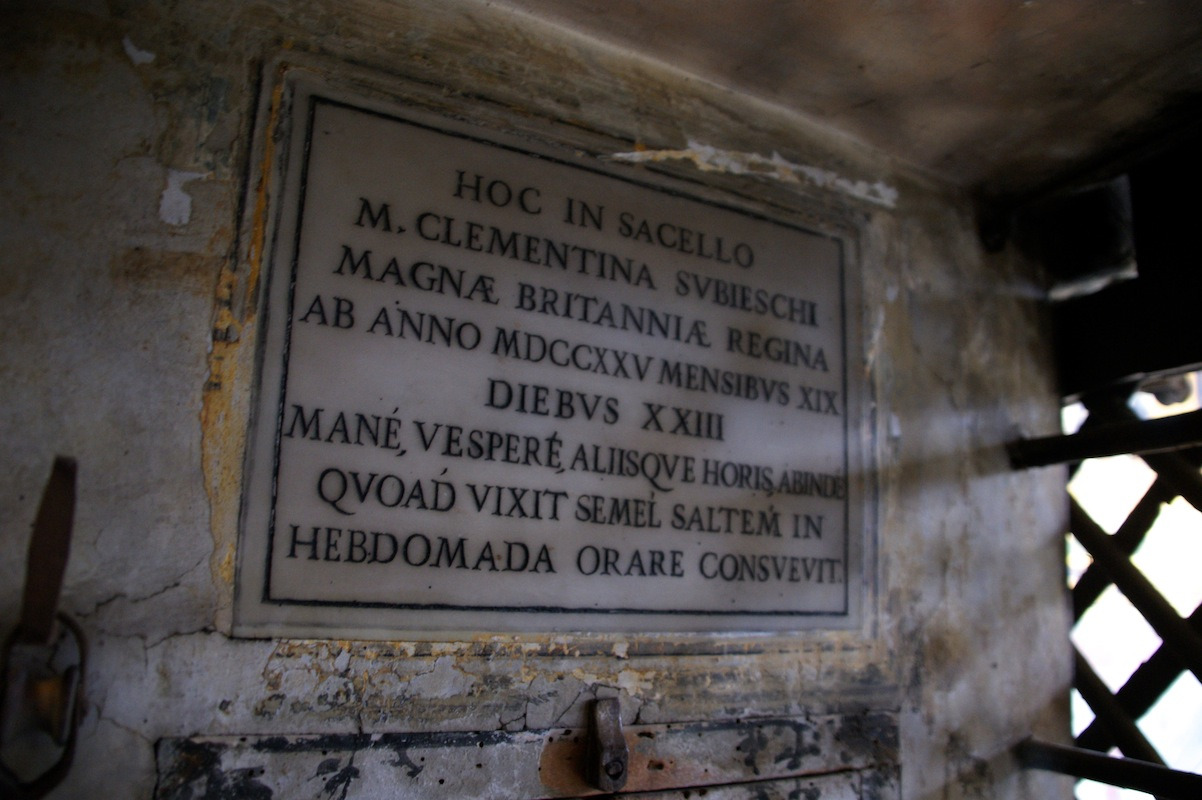 HOC IN SACELLO
M. CLEMENTINA SVBIESCHI
MAGNÆ BRITANNIÆ REGINA
AB ANNO MDCCXXV MENSIBVS XIX
DIEBVS XXIII
MANÉ, VESPERÉ, ALIISQVE HORIS, ABINDE
QVOAD VIXIT SEMEL SALTEM IN
HEBDOMADA ORARE CONSVEVIT.